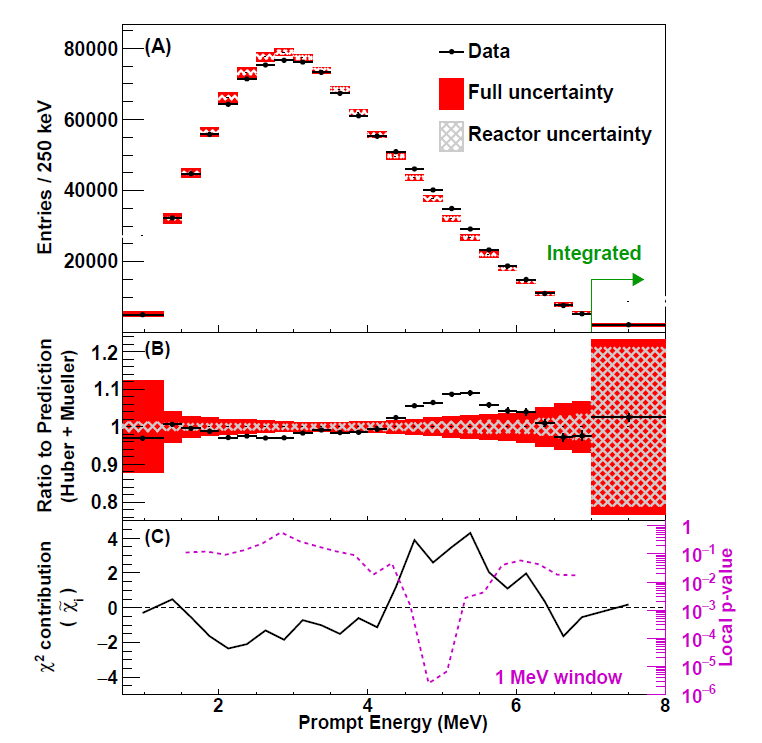 (A)
Data
Full uncertainty
Reactor uncertainty
Integrated
Entries / 250 keV
80000
60000
40000
20000
(B)
Ratio to Prediction
(Huber + Mueller)
1.2
1.1
1
0.9
0.8
(C)
χ² contribution
( χ̃ᵢ )
4
2
0
−2
−4
1
10⁻¹
10⁻²
10⁻³
10⁻⁴
10⁻⁵
10⁻⁶
Local p-value
1 MeV window
2 4 6 8
Prompt Energy (MeV)